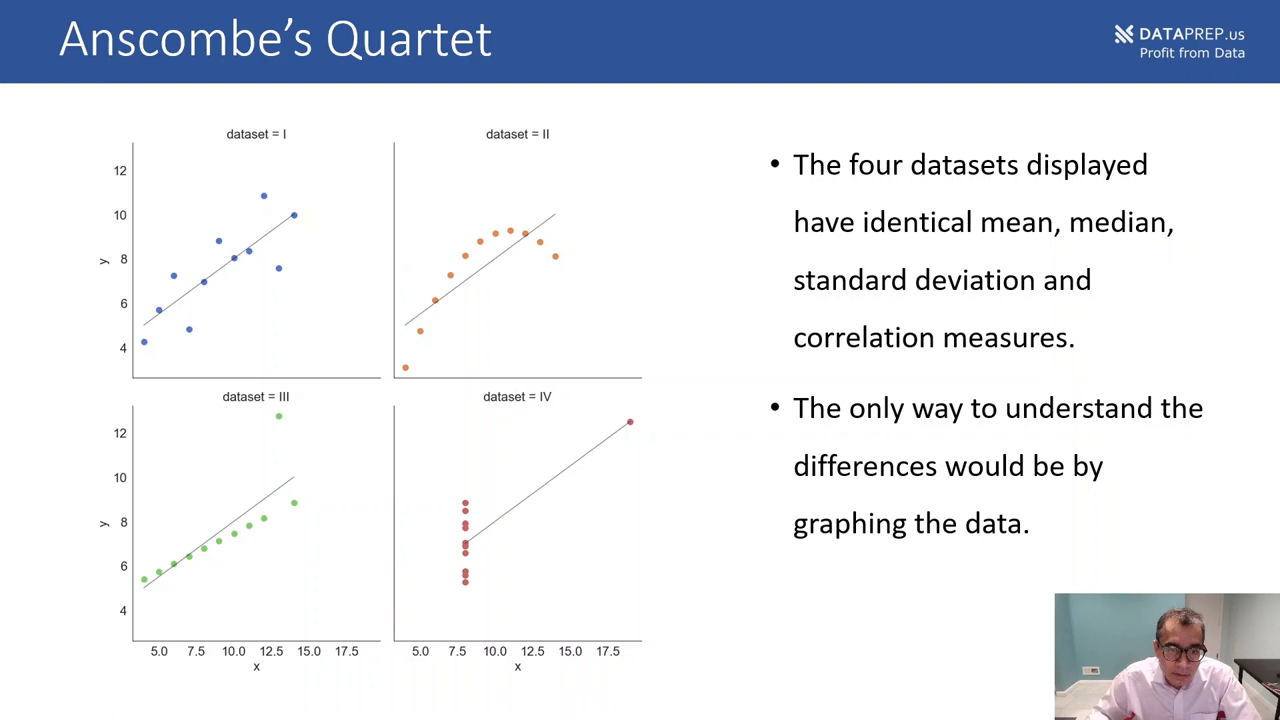 Anscombe's Quartet
DATAPREP.us
Profit from Data
dataset = I
dataset = II
12
10
8
6
4
y
dataset = III
dataset = IV
12
10
8
6
4
y
5.0 7.5 10.0 12.5 15.0 17.5
x
5.0 7.5 10.0 12.5 15.0 17.5
x
• The four datasets displayed
have identical mean, median,
standard deviation and
correlation measures.
• The only way to understand the
differences would be by
graphing the data.